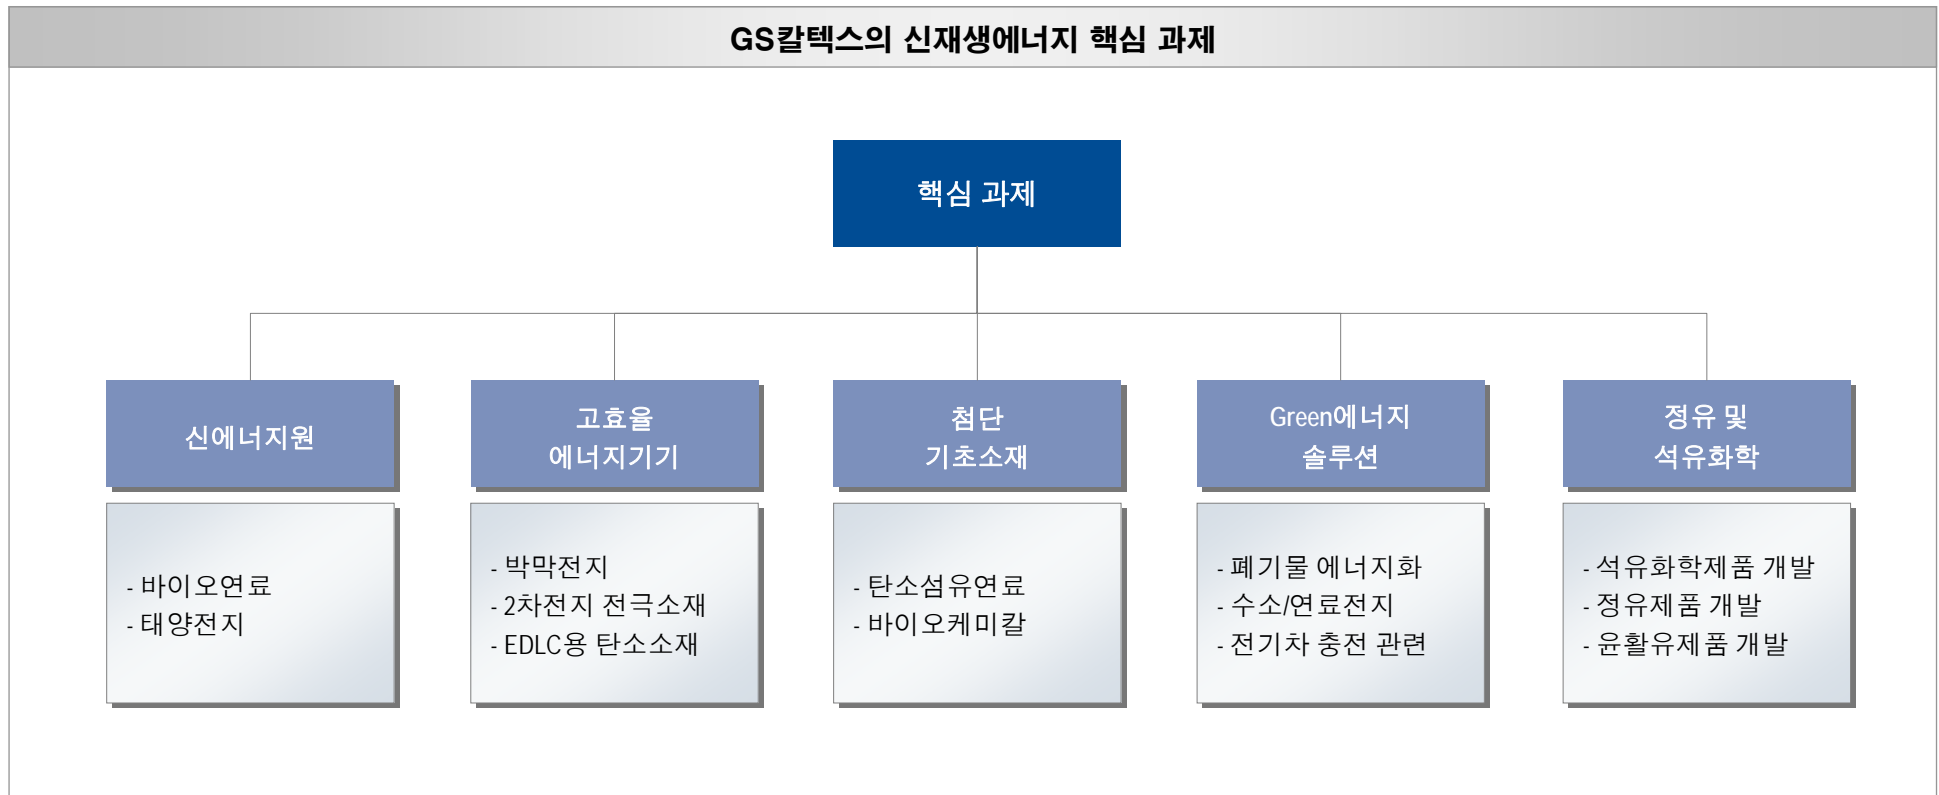 GS칼텍스의 신재생에너지 핵심 과제
핵심 과제
신에너지원
고효율
에너지기기
첨단
기초소재
Green에너지
솔루션
정유 및
석유화학
- 바이오연료
- 태양전지
- 박막전지
- 2차전지 전극소재
- EDLC용 탄소소재
- 탄소섬유연료
- 바이오케미칼
- 폐기물 에너지화
- 수소/연료전지
- 전기차 충전 관련
- 석유화학제품 개발
- 정유제품 개발
- 윤활유제품 개발